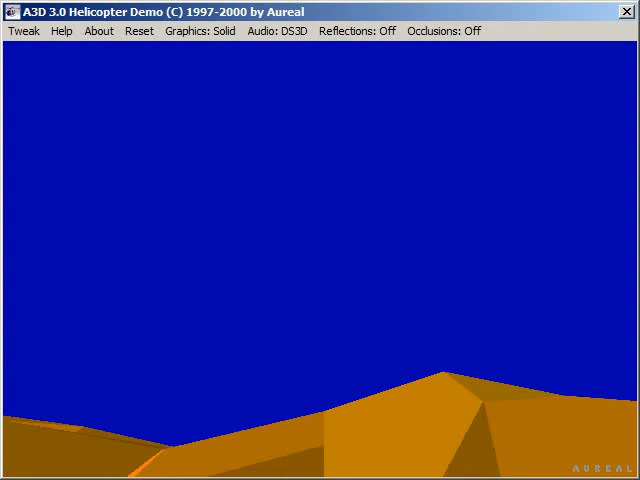 A3D 3.0 Helicopter Demo (C) 1997-2000 by Aureal
Tweak Help About Reset Graphics: Solid Audio: DS3D Reflections: Off Occlusions: Off
AUREAL